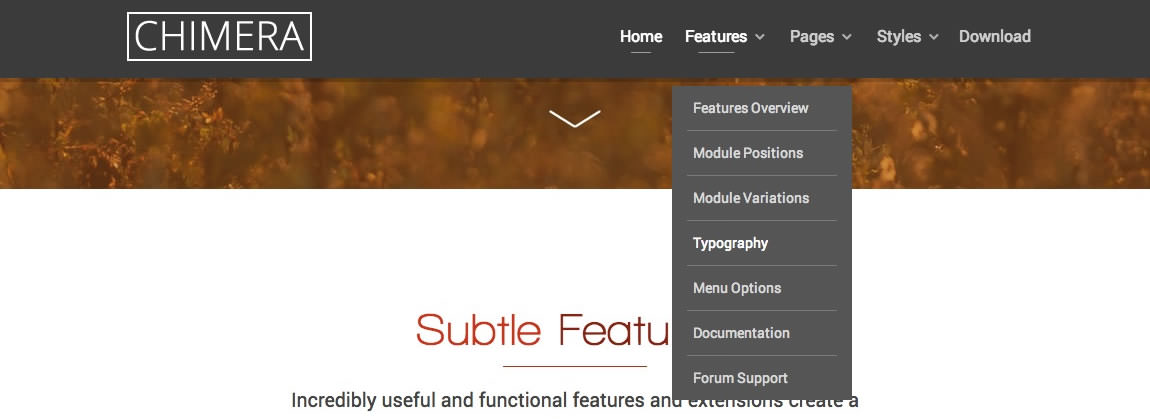 CHIMERA
Home Features Pages Styles Download
Features Overview
Module Positions
Module Variations
Typography
Menu Options
Documentation
Forum Support
Subtle Featu
Incredibly useful and functional features and extensions create a